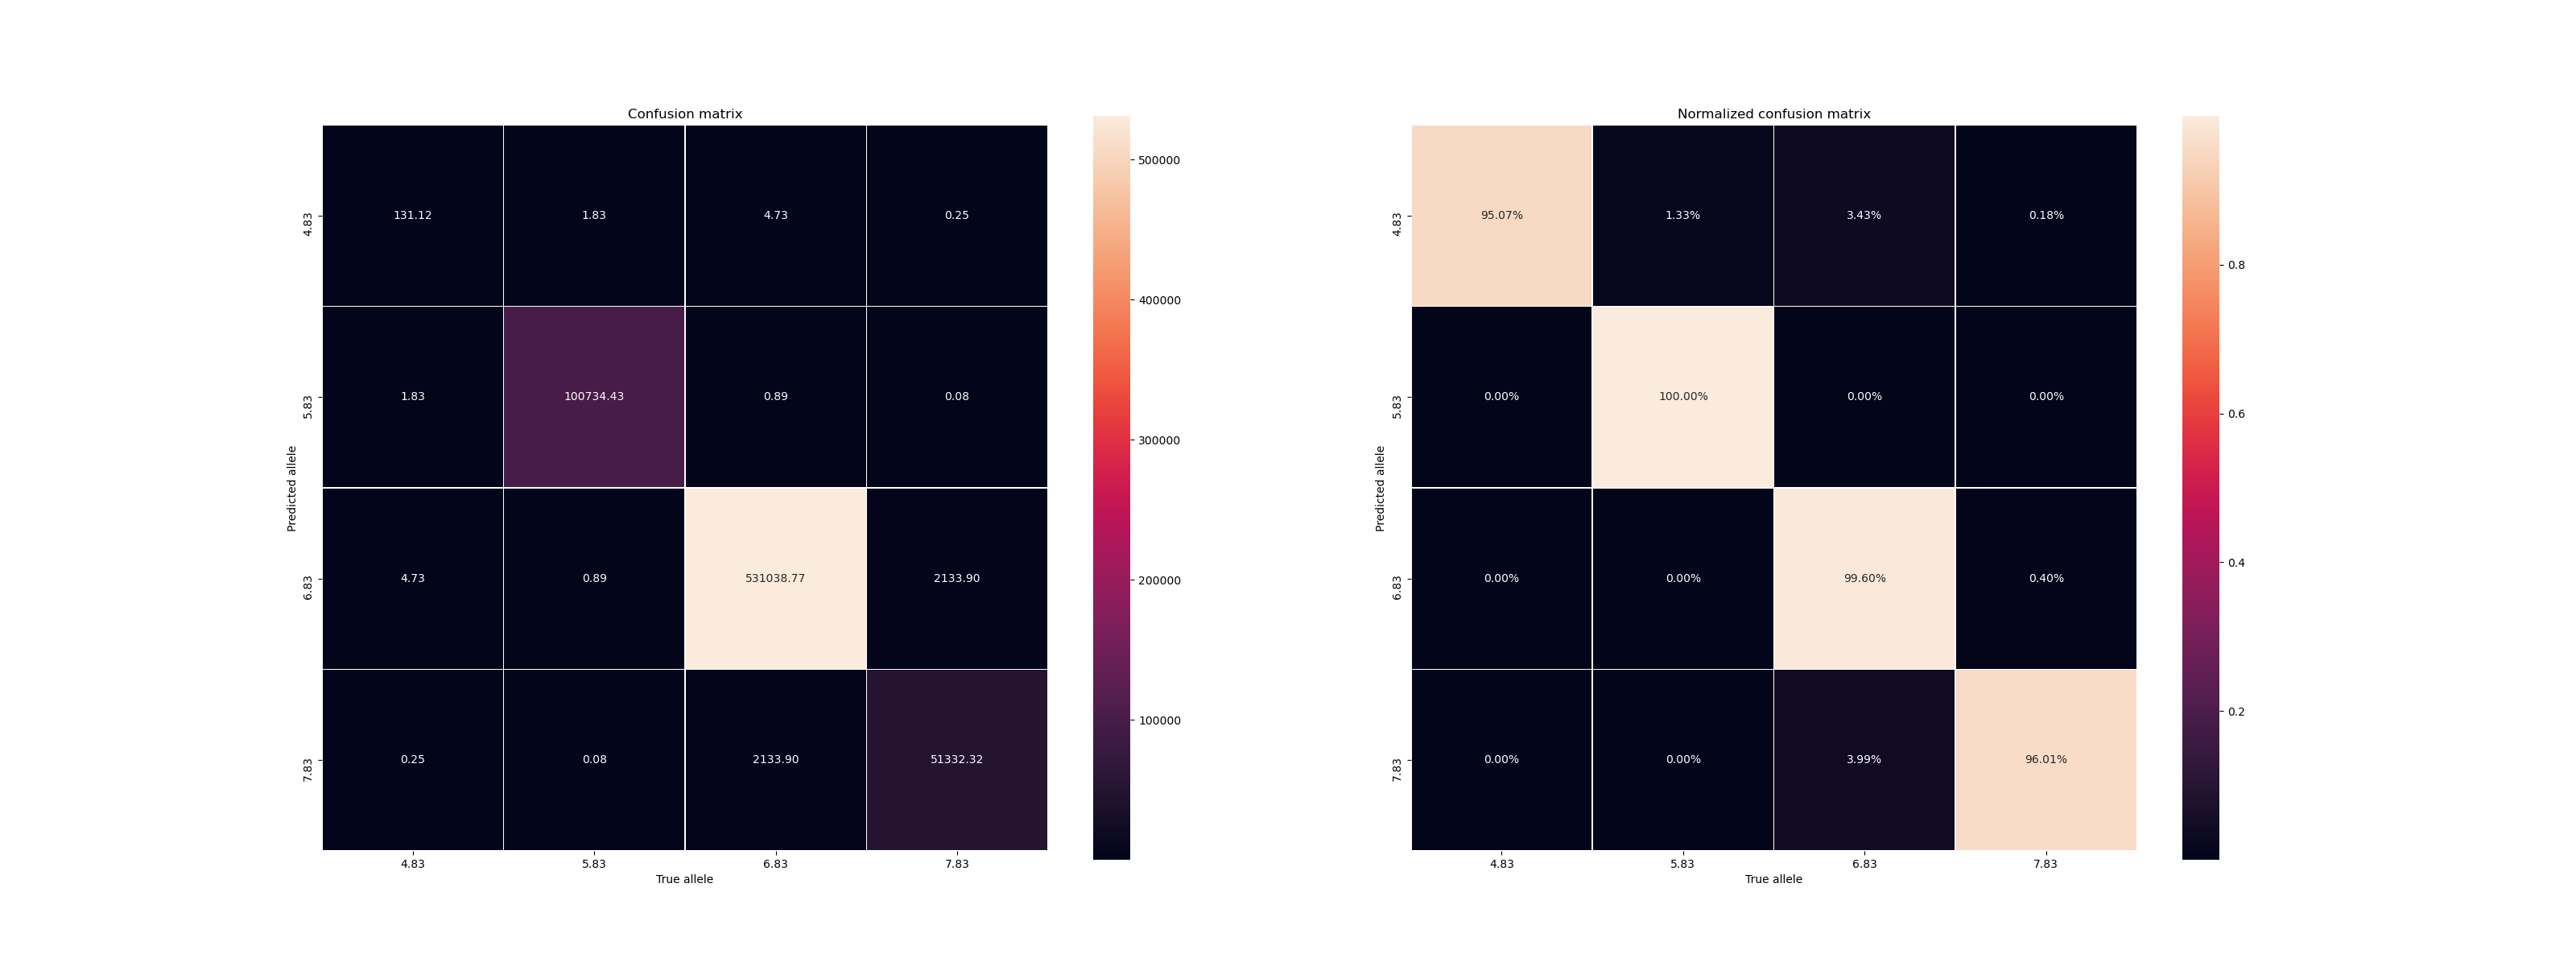 Confusion matrix
131.12 1.83 4.73 0.25
1.83 100734.43 0.89 0.08
4.73 0.89 531038.77 2133.90
0.25 0.08 2133.90 51332.32
4.83
5.83
6.83
7.83
Predicted allele
4.83 5.83 6.83 7.83
True allele
500000
400000
300000
200000
100000
Normalized confusion matrix
95.07% 1.33% 3.43% 0.18%
0.00% 100.00% 0.00% 0.00%
0.00% 0.00% 99.60% 0.40%
0.00% 0.00% 3.99% 96.01%
4.83
5.83
6.83
7.83
Predicted allele
4.83 5.83 6.83 7.83
True allele
0.8
0.6
0.4
0.2